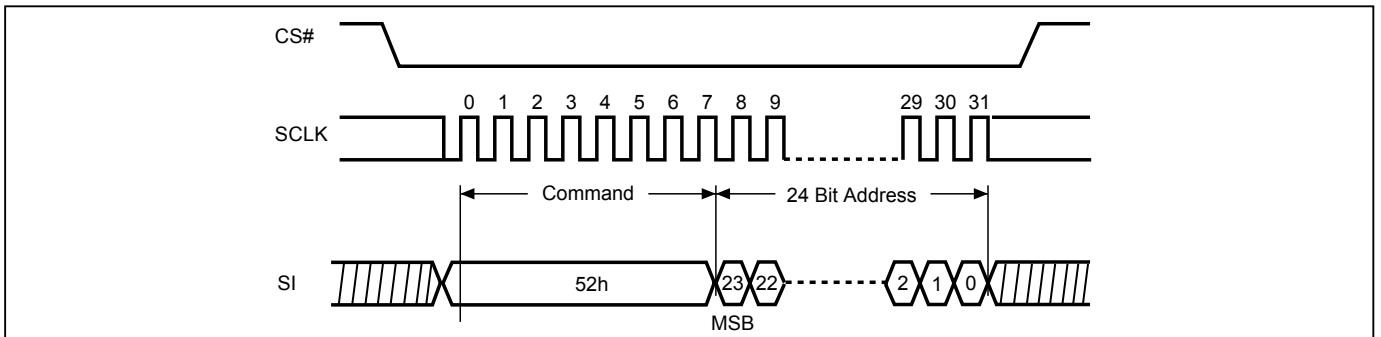 CS#
0 1 2 3 4 5 6 7 8 9 29 30 31
SCLK
Command 24 Bit Address
SI 52h 23 22 2 1 0
MSB